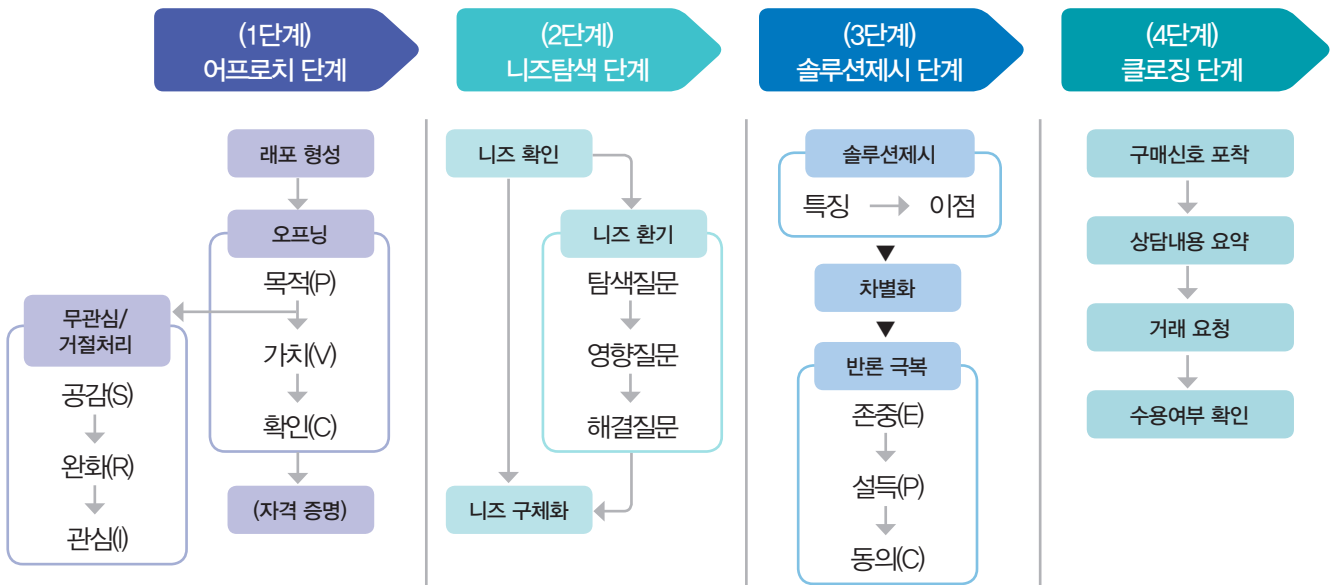 (1단계)
어프로치 단계
(2단계)
니즈탐색 단계
(3단계)
솔루션제시 단계
(4단계)
클로징 단계
래포 형성
오프닝
목적(P)
가치(V)
확인(C)
(자격 증명)
무관심/
거절처리
공감(S)
완화(R)
관심(I)
니즈 확인
니즈 환기
탐색질문
영향질문
해결질문
니즈 구체화
솔루션제시
특징 이점
차별화
반론 극복
존중(E)
설득(P)
동의(C)
구매신호 포착
상담내용 요약
거래 요청
수용여부 확인